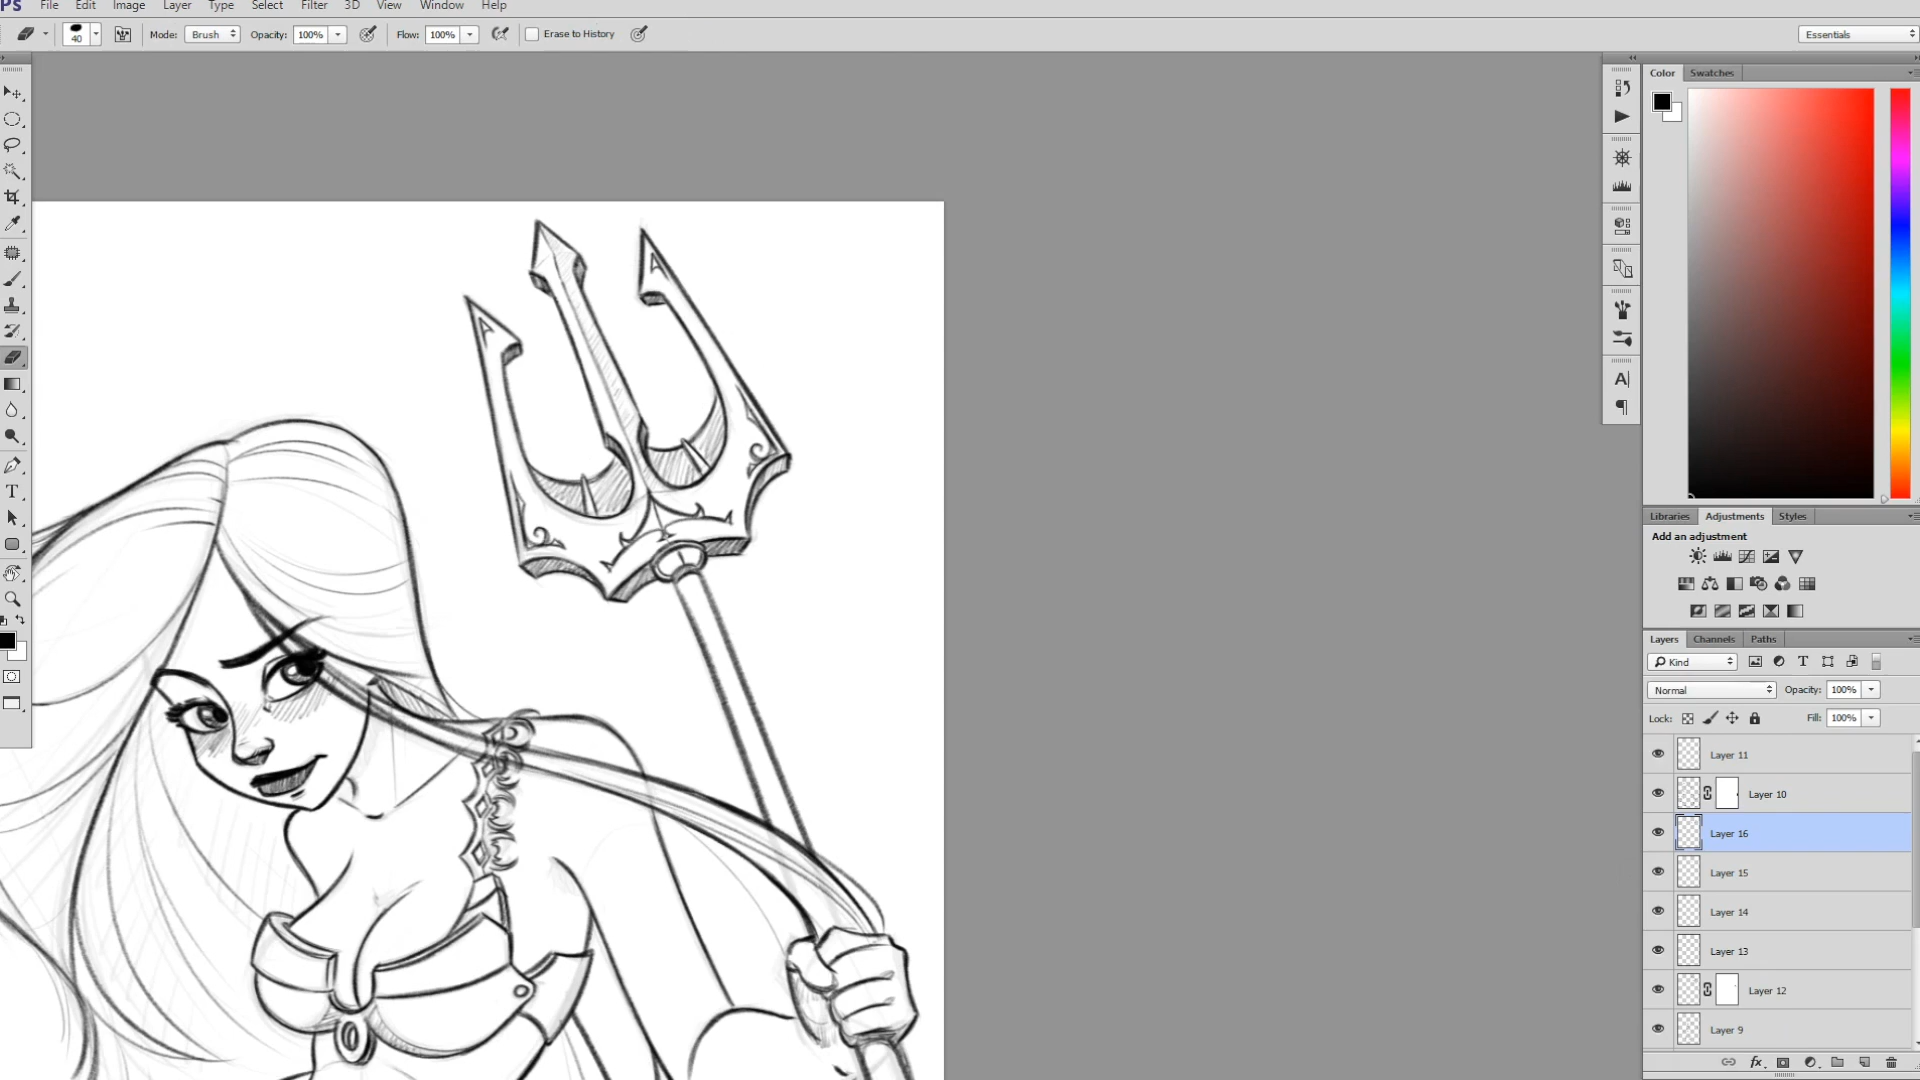 Ps File Edit Image Layer Type Select Filter 3D View Window Help
40 Mode: Brush Opacity: 100% Flow: 100% Erase to History Essentials
Color Swatches
Libraries Adjustments Styles
Add an adjustment
Layers Channels Paths
Kind
Normal Opacity: 100%
Lock: Fill: 100%
Layer 11
Layer 10
Layer 16
Layer 15
Layer 14
Layer 13
Layer 12
Layer 9